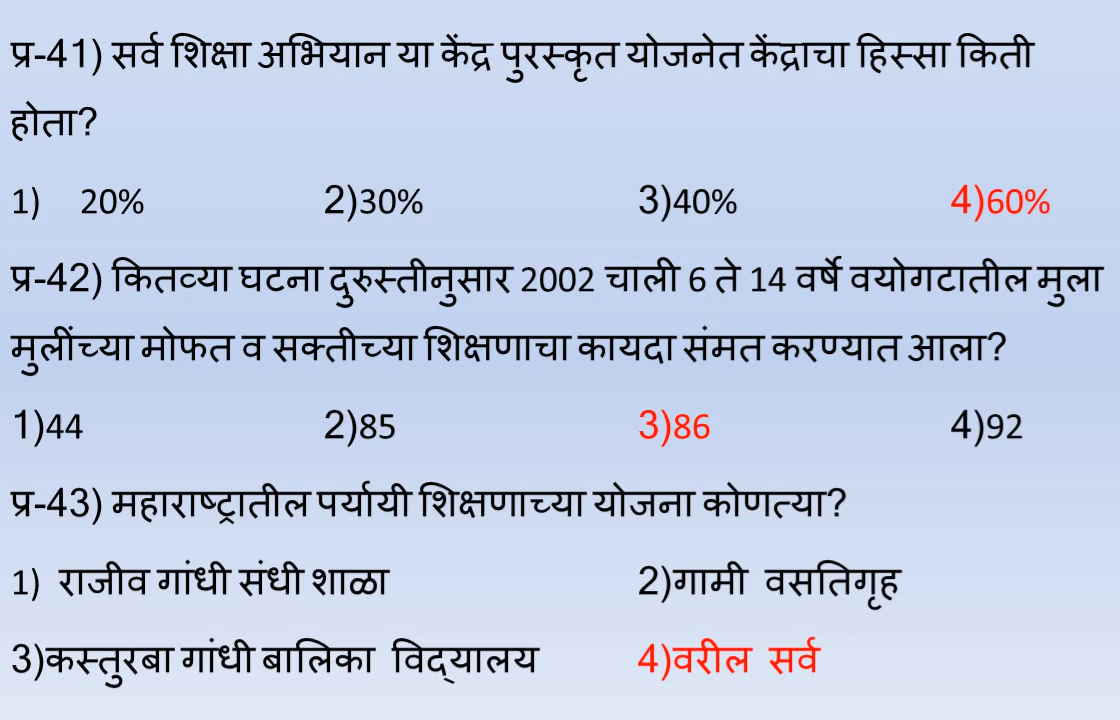 प्र-41) सर्व शिक्षा अभियान या केंद्र पुरस्कृत योजनेत केंद्राचा हिस्सा किती
होता?
1) 20% 2)30% 3)40% 4)60%
प्र-42) कितव्या घटना दुरुस्तीनुसार 2002 चाली 6 ते 14 वर्षे वयोगटातील मुला
मुलींच्या मोफत व सक्तीच्या शिक्षणाचा कायदा संमत करण्यात आला?
1)44 2)85 3)86 4)92
प्र-43) महाराष्ट्रातील पर्यायी शिक्षणाच्या योजना कोणत्या?
1) राजीव गांधी संधी शाळा 2)गामी वसतिगृह
3)कस्तुरबा गांधी बालिका विद्यालय 4)वरील सर्व